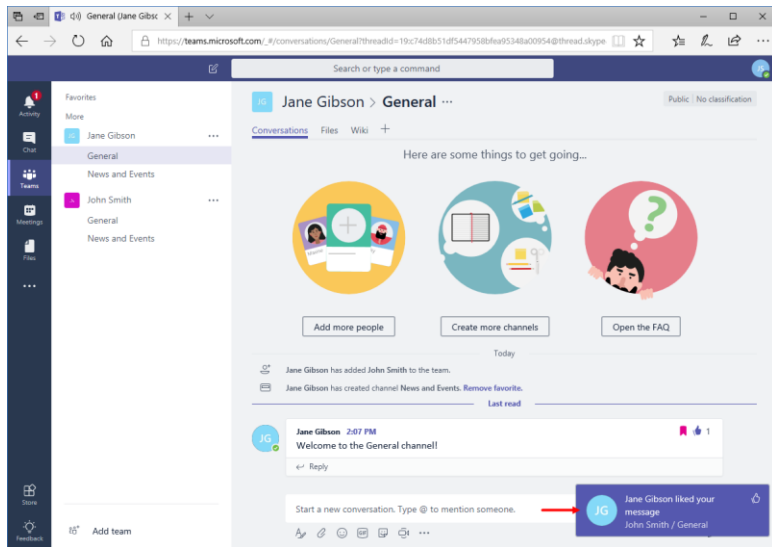 General (Jane Gibsc
https://teams.microsoft.com/_#/conversations/General?threadId=19:c74d8b51df5447958bfea95348a00954@thread.skype
Search or type a command
JS
1
Activity
Chat
Teams
Meetings
Files
Store
Feedback
Favorites
More
JG
Jane Gibson
General
News and Events
John Smith
General
News and Events
Add team
JG
Jane Gibson > General
Public
No classification
Conversations
Files
Wiki
Here are some things to get going...
Add more people
Create more channels
Open the FAQ
Today
Jane Gibson has added John Smith to the team.
Jane Gibson has created channel News and Events. Remove favorite.
Last read
JG
Jane Gibson 2:07 PM
1
Welcome to the General channel!
Reply
Start a new conversation. Type @ to mention someone.
GIF
JG
Jane Gibson liked your
message
John Smith / General